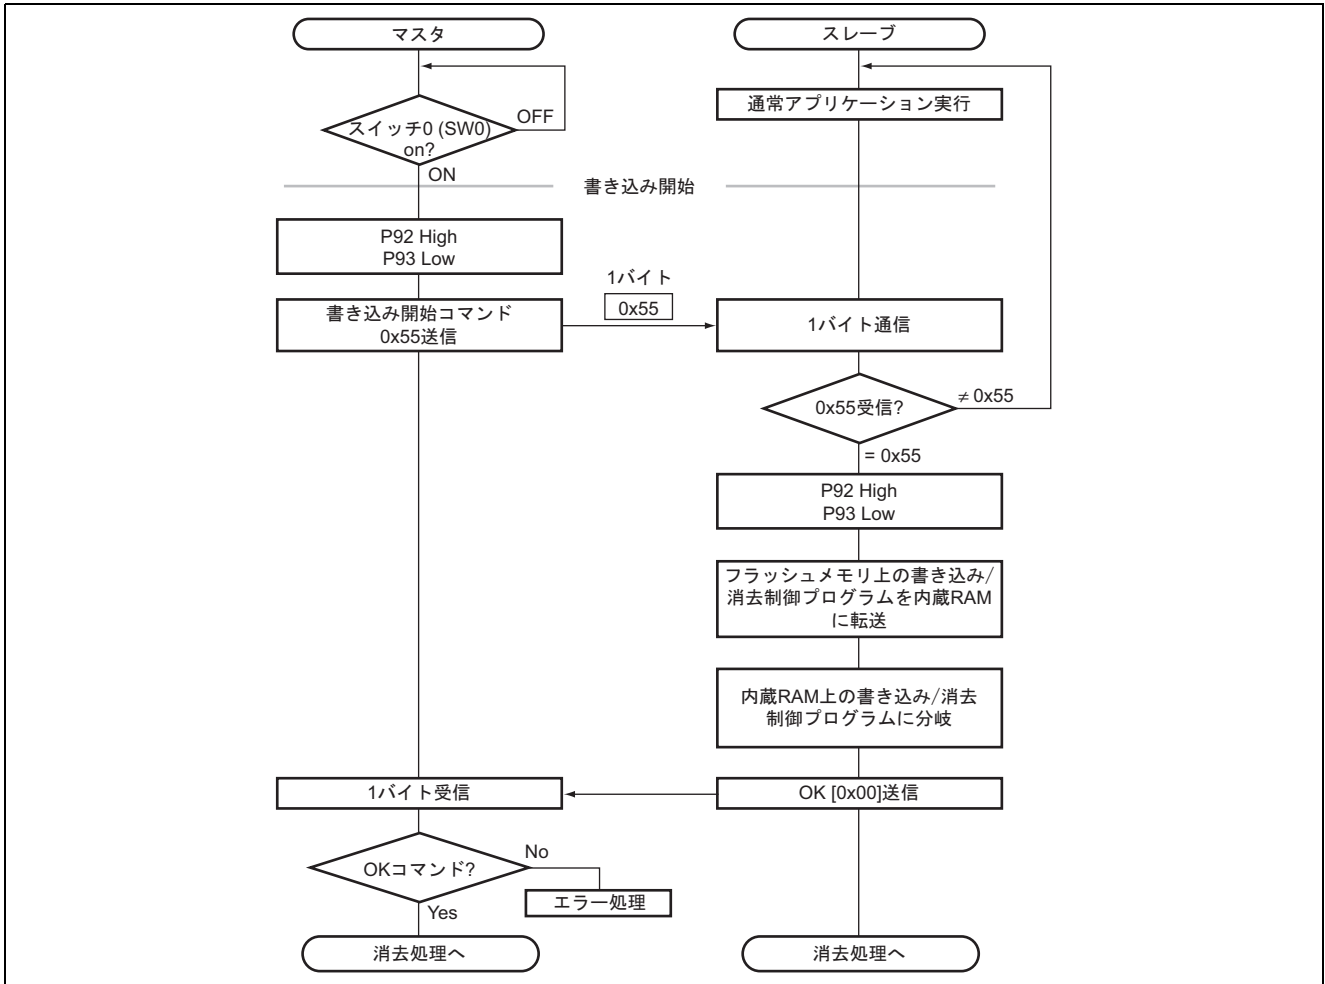 マスタ
スレーブ
通常アプリケーション実行
スイッチ0 (SW0)
on?
OFF
ON
書き込み開始
P92 High
P93 Low
1バイト
0x55
書き込み開始コマンド
0x55送信
1バイト通信
0x55受信?
≠ 0x55
= 0x55
P92 High
P93 Low
フラッシュメモリ上の書き込み/
消去制御プログラムを内蔵RAM
に転送
内蔵RAM上の書き込み/消去
制御プログラムに分岐
1バイト受信
OK [0x00]送信
OKコマンド?
No
エラー処理
Yes
消去処理へ
消去処理へ